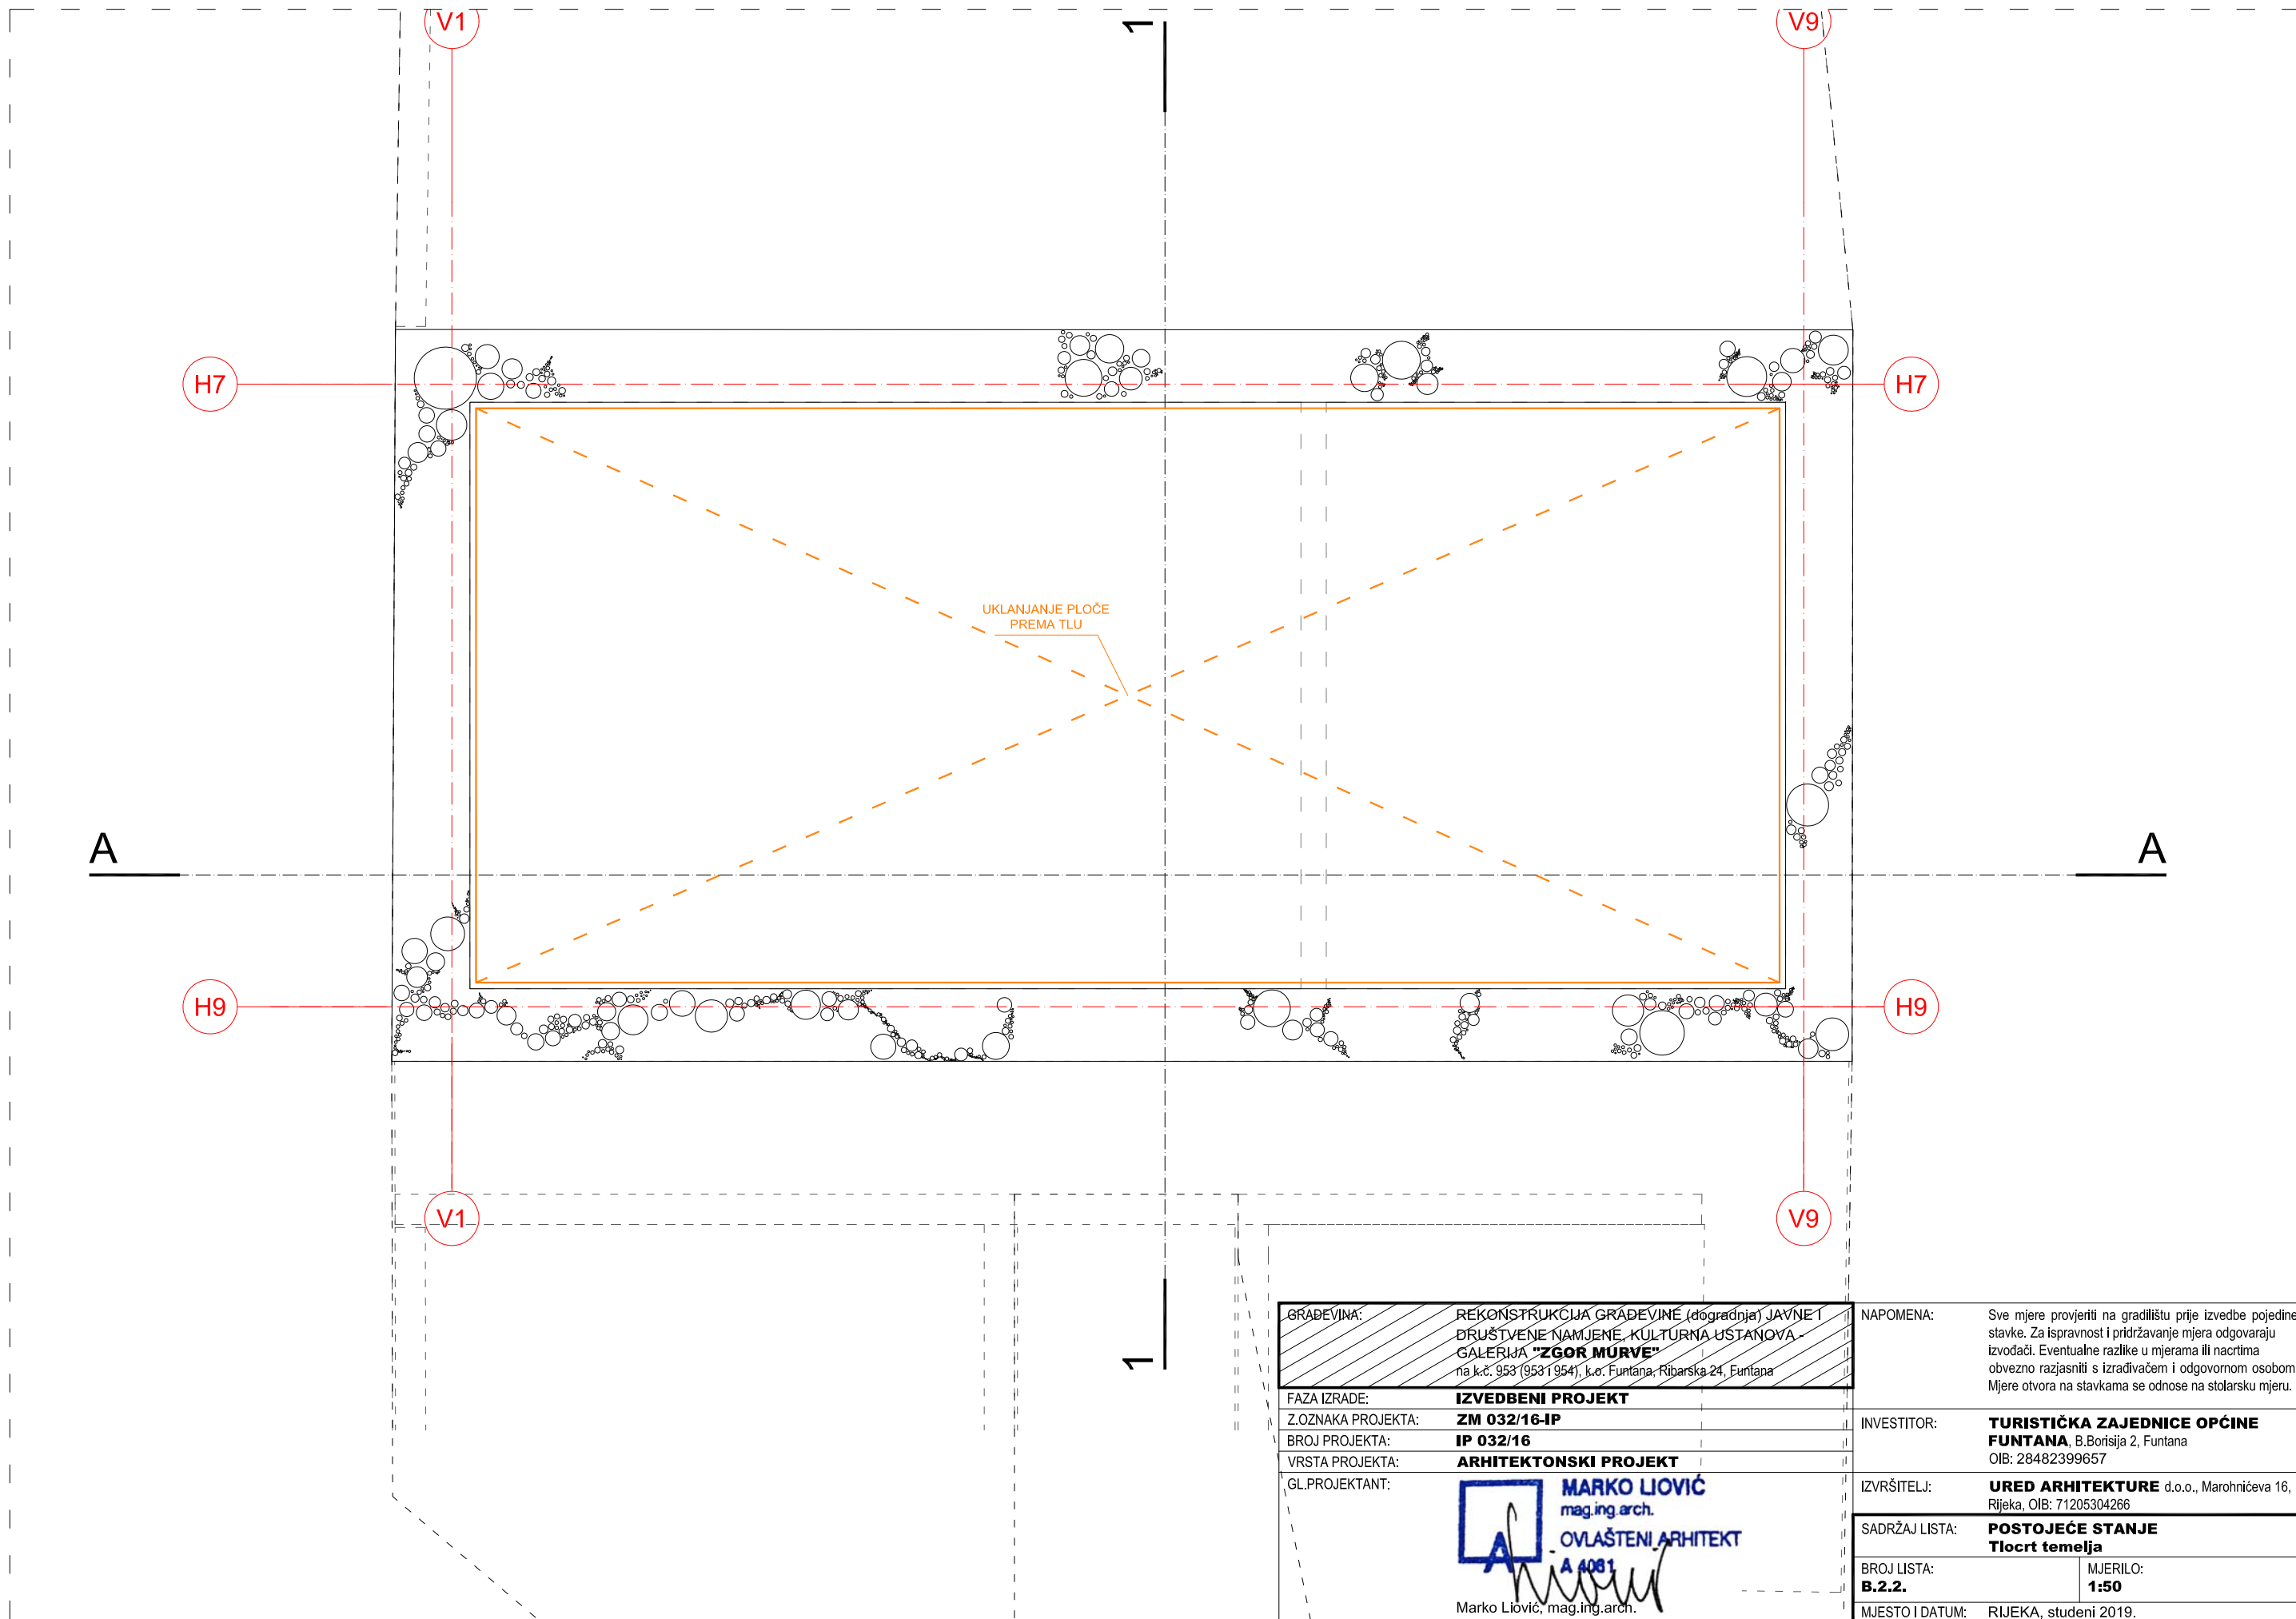 V1
1
V9
H7
H7
UKLANJANJE PLOČE
PREMA TLU
A
A
H9
H9
V1
V9
1
GRAĐEVINA:
REKONSTRUKCIJA GRAĐEVINE (dogradnja) JAVNE I
DRUŠTVENE NAMJENE, KULTURNA USTANOVA -
GALERIJA "ZGOR MURVE"
na k.č. 953 (953 i 954), k.o. Funtana, Ribarska 24, Funtana
FAZA IZRADE: IZVEDBENI PROJEKT
Z.OZNAKA PROJEKTA: ZM 032/16-IP
BROJ PROJEKTA: IP 032/16
VRSTA PROJEKTA: ARHITEKTONSKI PROJEKT
GL.PROJEKTANT:
MARKO LIOVIĆ
mag.ing.arch.
OVLAŠTENI ARHITEKT
A 4081
Marko Liović, mag.ing.arch.
NAPOMENA:
Sve mjere provjeriti na gradilištu prije izvedbe pojedine
stavke. Za ispravnost i pridržavanje mjera odgovaraju
izvođači. Eventualne razlike u mjerama ili nacrtima
obvezno razjasniti s izrađivačem i odgovornom osobom
Mjere otvora na stavkama se odnose na stolarsku mjeru.
INVESTITOR:
TURISTIČKA ZAJEDNICE OPĆINE
FUNTANA, B.Borisija 2, Funtana
OIB: 28482399657
IZVRŠITELJ:
URED ARHITEKTURE d.o.o., Marohnićeva 16,
Rijeka, OIB: 71205304266
SADRŽAJ LISTA:
POSTOJEĆE STANJE
Tlocrt temelja
BROJ LISTA:
B.2.2.
MJERILO:
1:50
MJESTO I DATUM: RIJEKA, studeni 2019.